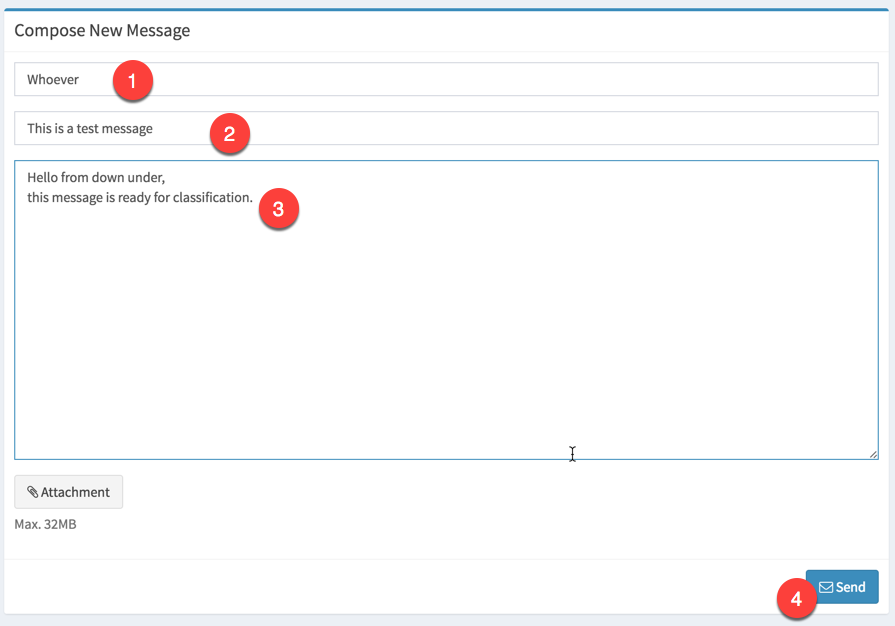 Compose New Message
Whoever
1
This is a test message
2
Hello from down under,
this message is ready for classification.
3
Attachment
Max. 32MB
4
Send